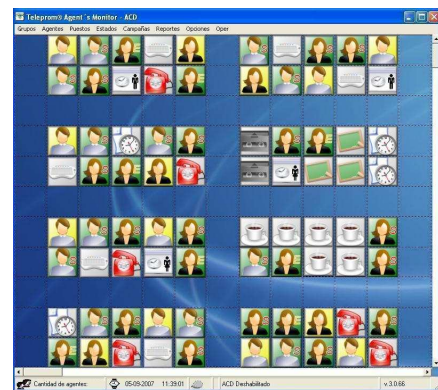 Teleprom® Agent´s Monitor - ACD
Grupos Agentes Puestos Estados Campañas Reportes Opciones Oper
Cantidad de agentes: 05-09-2007 11:39:01 ACD Deshabilitado v.3.0.66